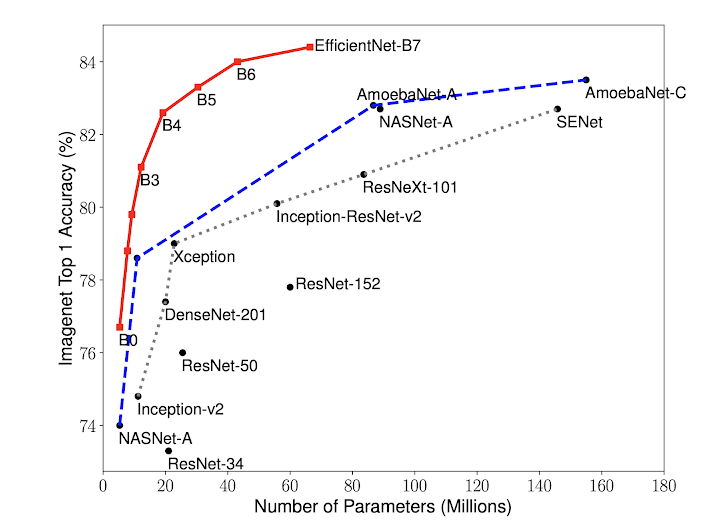 84
EfficientNet-B7
B6
AmoebaNet-C
B5
AmoebaNet-A
NASNet-A
SENet
B4
82
B3
ResNeXt-101
80
Inception-ResNet-v2
Xception
78
ResNet-152
DenseNet-201
B0
76
ResNet-50
Inception-v2
74
NASNet-A
ResNet-34
Imagenet Top 1 Accuracy (%)
0 20 40 60 80 100 120 140 160 180
Number of Parameters (Millions)